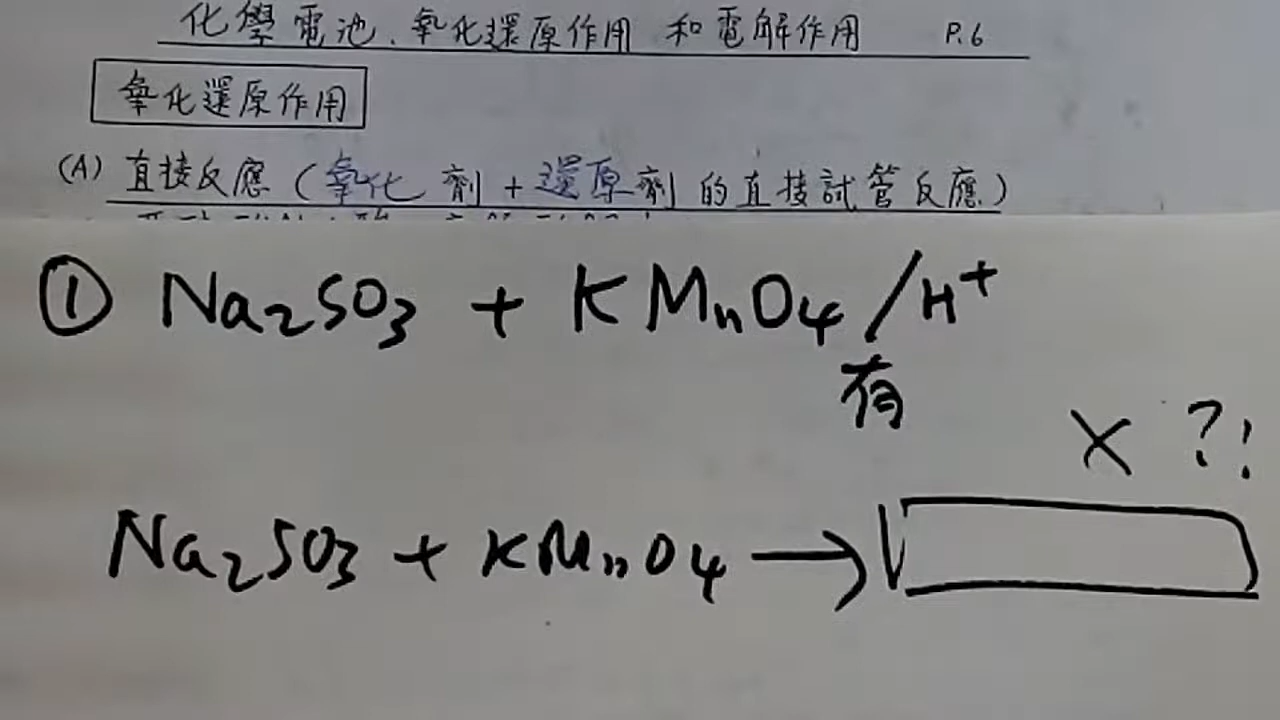 化學電池、氧化還原作用 和電解作用 P.6
氧化還原作用
(A) 直接反應 (氧化劑 + 還原劑的直接試管反應)
① Na₂SO₃ + KMnO₄/H⁺
有
X ?!
Na₂SO₃ + KMnO₄ →